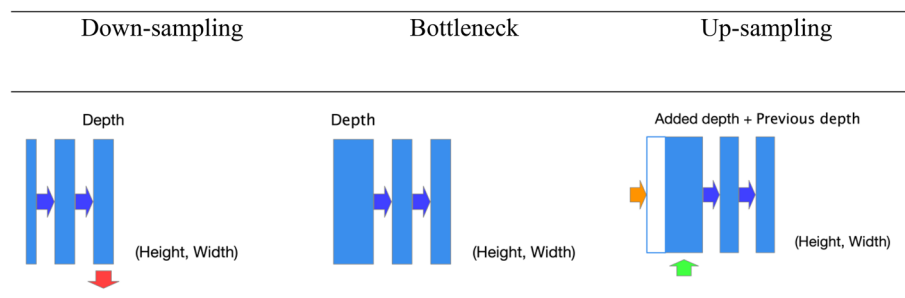 Down-sampling Bottleneck Up-sampling
Depth Depth Added depth + Previous depth
(Height, Width) (Height, Width) (Height, Width)